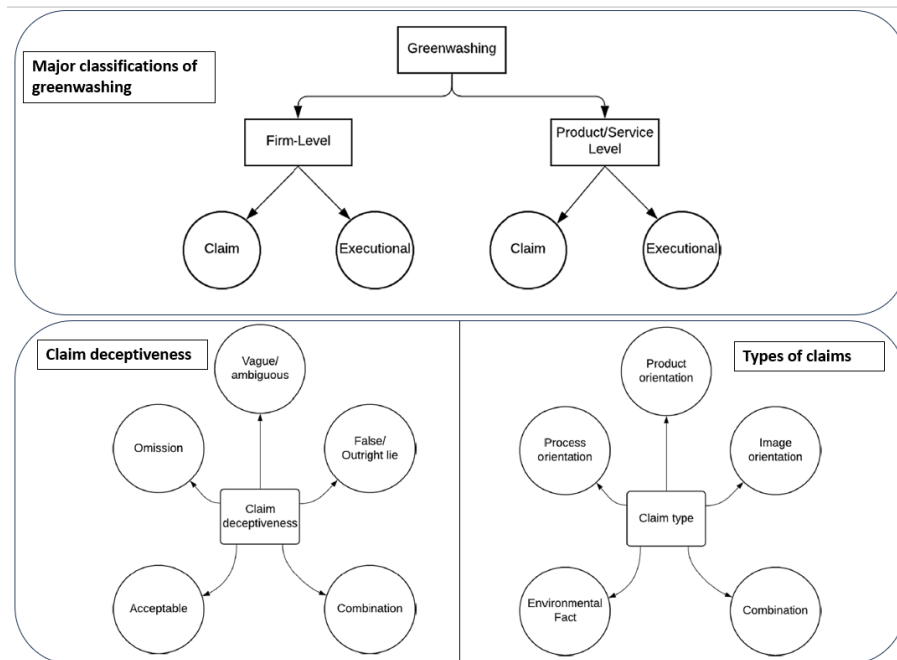 Major classifications of
greenwashing
Greenwashing
Firm-Level
Product/Service
Level
Claim
Executional
Claim
Executional
Claim deceptiveness
Vague/
ambiguous
Omission
False/
Outright lie
Claim
deceptiveness
Acceptable
Combination
Types of claims
Product
orientation
Process
orientation
Image
orientation
Claim type
Environmental
Fact
Combination